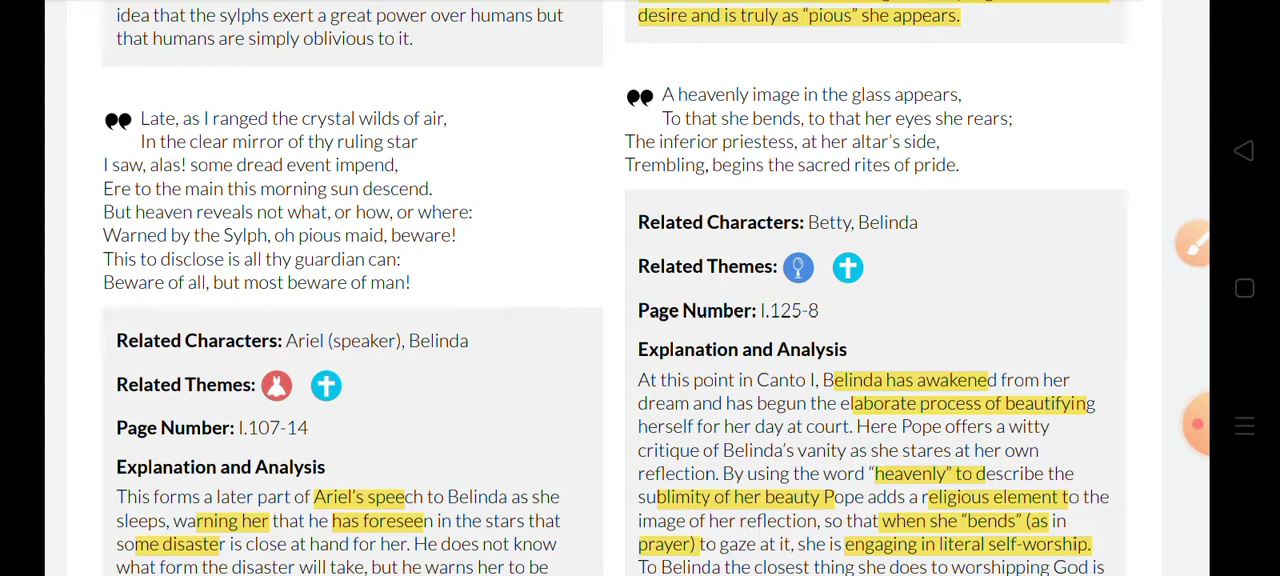 idea that the sylphs exert a great power over humans but
that humans are simply oblivious to it.
Late, as I ranged the crystal wilds of air,
In the clear mirror of thy ruling star
I saw, alas! some dread event impend,
Ere to the main this morning sun descend.
But heaven reveals not what, or how, or where:
Warned by the Sylph, oh pious maid, beware!
This to disclose is all thy guardian can:
Beware of all, but most beware of man!
Related Characters: Ariel (speaker), Belinda
Related Themes:
Page Number: I.107-14
Explanation and Analysis
This forms a later part of Ariel's speech to Belinda as she
sleeps, warning her that he has foreseen in the stars that
some disaster is close at hand for her. He does not know
what form the disaster will take, but he warns her to be
desire and is truly as “pious” she appears.
A heavenly image in the glass appears,
To that she bends, to that her eyes she rears;
The inferior priestess, at her altar's side,
Trembling, begins the sacred rites of pride.
Related Characters: Betty, Belinda
Related Themes:
Page Number: I.125-8
Explanation and Analysis
At this point in Canto I, Belinda has awakened from her
dream and has begun the elaborate process of beautifying
herself for her day at court. Here Pope offers a witty
critique of Belinda's vanity as she stares at her own
reflection. By using the word “heavenly” to describe the
sublimity of her beauty Pope adds a religious element to the
image of her reflection, so that when she “bends” (as in
prayer) to gaze at it, she is engaging in literal self-worship.
To Belinda the closest thing she does to worshipping God is